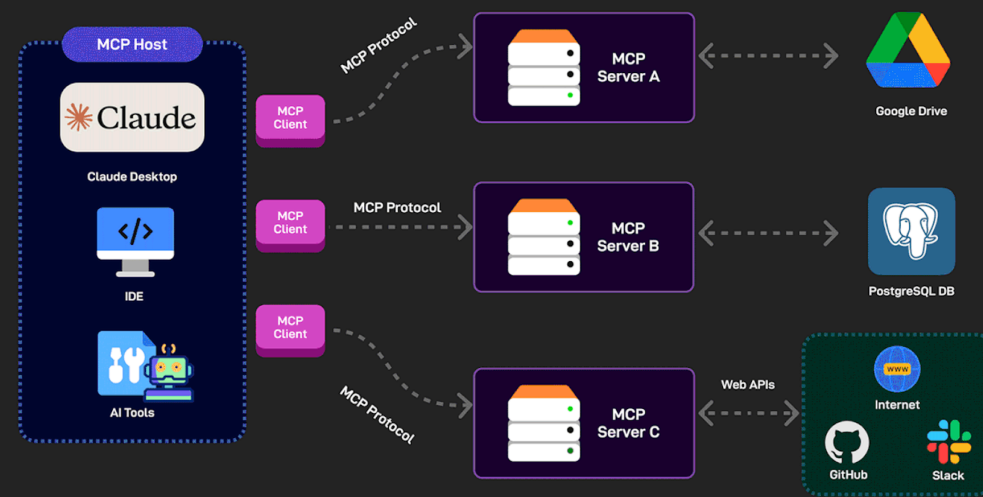 MCP Host
Claude
Claude Desktop
</>
IDE
AI Tools
MCP
Client
MCP Protocol
MCP
Server A
Google Drive
MCP
Client
MCP Protocol
MCP
Server B
PostgreSQL DB
MCP
Client
MCP Protocol
MCP
Server C
Web APIs
WWW
Internet
GitHub
Slack